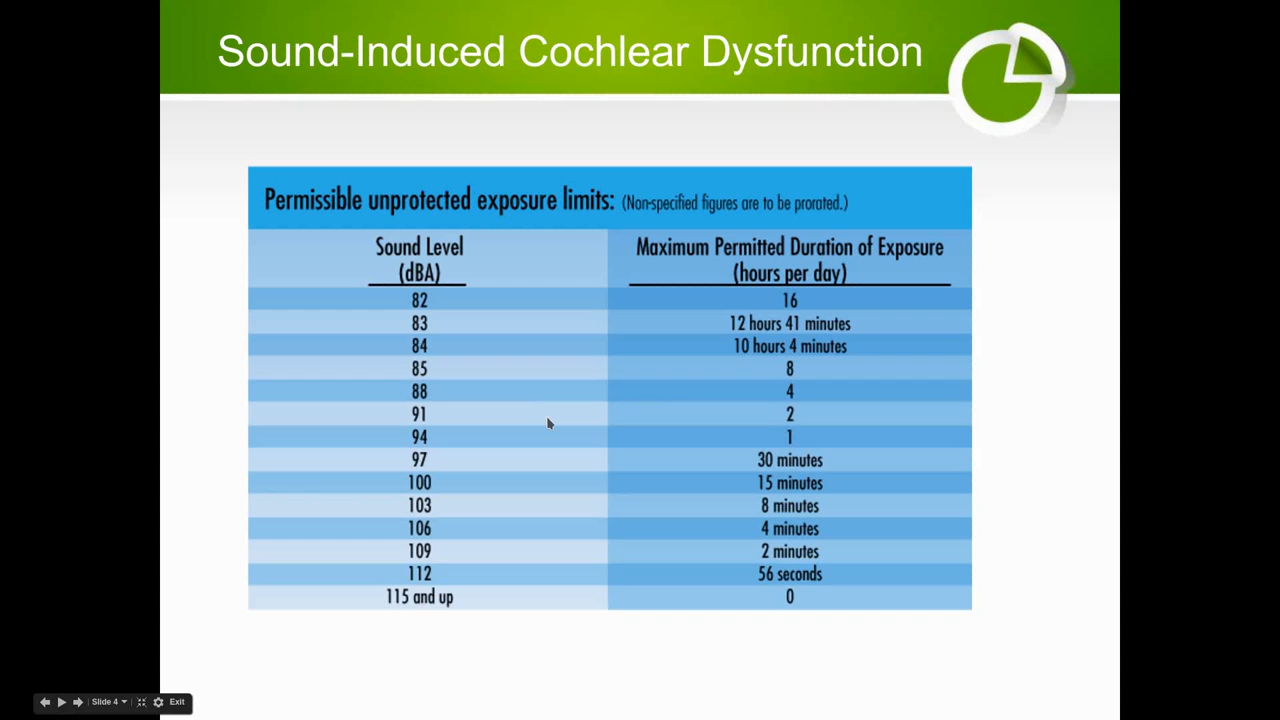 Sound-Induced Cochlear Dysfunction
Permissible unprotected exposure limits: (Non-specified figures are to be prorated.)
Sound Level Maximum Permitted Duration of Exposure
(dBA) (hours per day)
82 16
83 12 hours 41 minutes
84 10 hours 4 minutes
85 8
88 4
91 2
94 1
97 30 minutes
100 15 minutes
103 8 minutes
106 4 minutes
109 2 minutes
112 56 seconds
115 and up 0
Slide 4 Exit